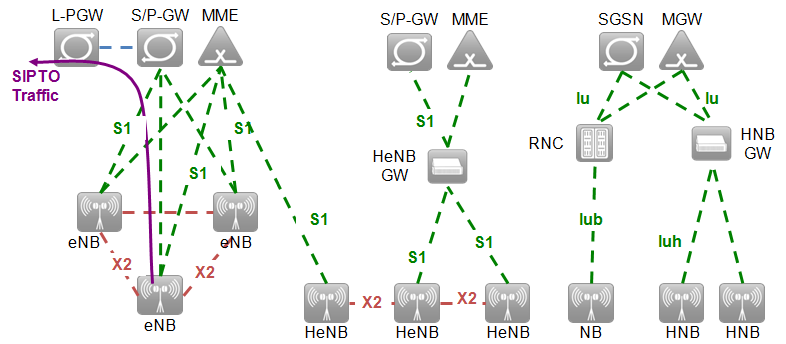 L-PGW
S/P-GW
MME
S/P-GW
MME
SGSN
MGW
SIPTO
Traffic
S1
S1
S1
S1
Iu
Iu
RNC
HNB
GW
HeNB
GW
S1
S1
S1
Iub
Iuh
eNB
eNB
X2
X2
eNB
X2
X2
HeNB
HeNB
HeNB
NB
HNB
HNB